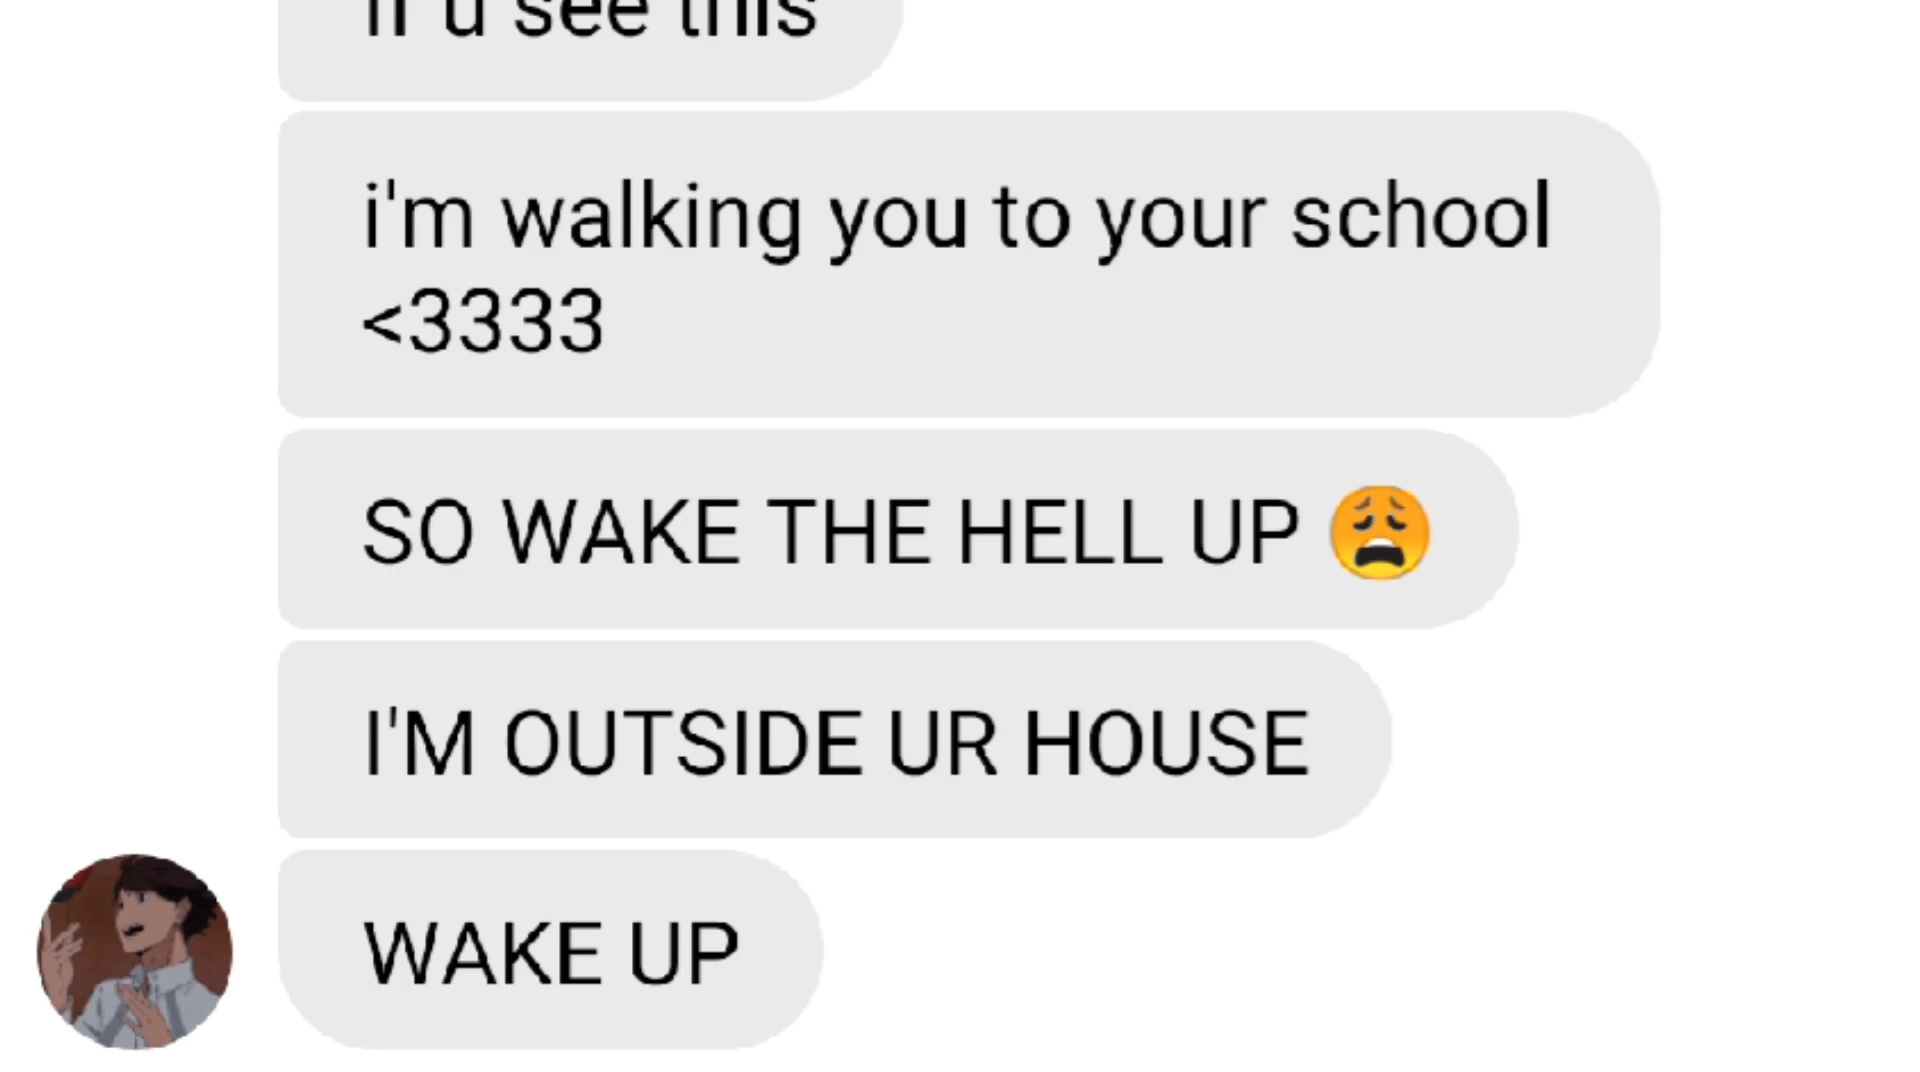 if u see this
i'm walking you to your school
<3333
SO WAKE THE HELL UP 😩
I'M OUTSIDE UR HOUSE
WAKE UP